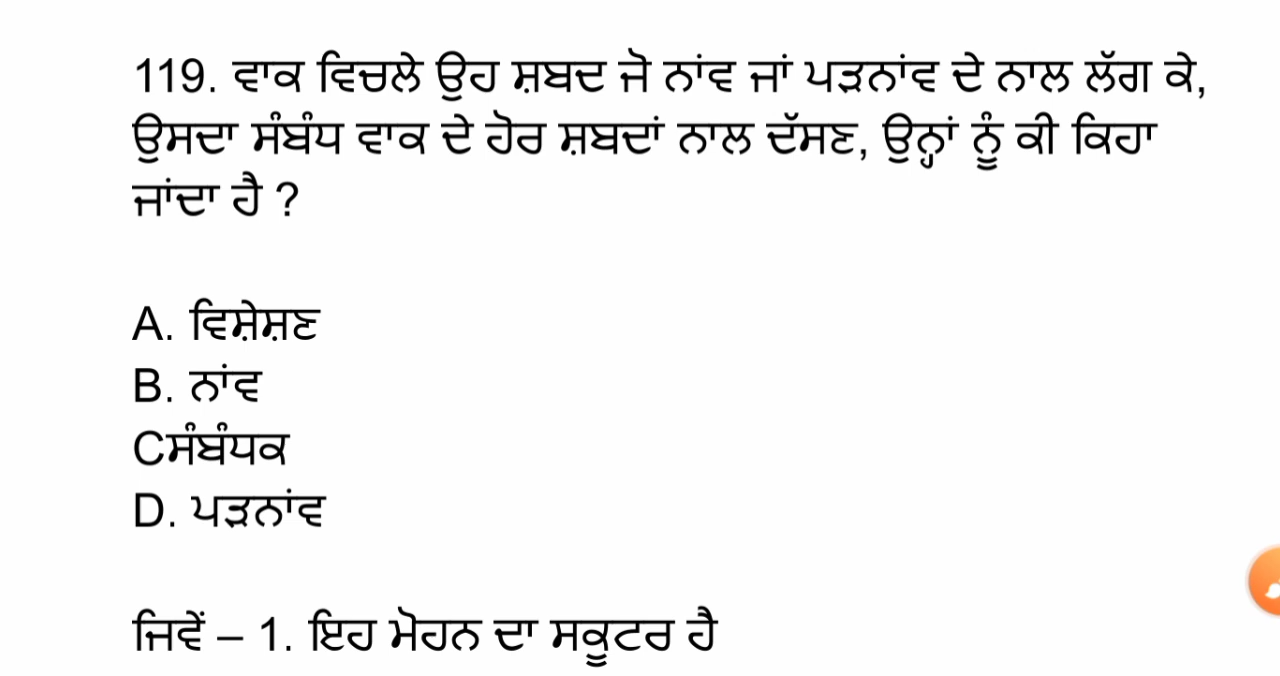 119. ਵਾਕ ਵਿਚਲੇ ਉਹ ਸ਼ਬਦ ਜੋ ਨਾਂਵ ਜਾਂ ਪੜਨਾਂਵ ਦੇ ਨਾਲ ਲੱਗ ਕੇ,
ਉਸਦਾ ਸੰਬੰਧ ਵਾਕ ਦੇ ਹੋਰ ਸ਼ਬਦਾਂ ਨਾਲ ਦੱਸਣ, ਉਨ੍ਹਾਂ ਨੂੰ ਕੀ ਕਿਹਾ
ਜਾਂਦਾ ਹੈ ?
A. ਵਿਸ਼ੇਸ਼ਣ
B. ਨਾਂਵ
Cਸੰਬੰਧਕ
D. ਪੜਨਾਂਵ
ਜਿਵੇਂ – 1. ਇਹ ਮੋਹਨ ਦਾ ਸਕੂਟਰ ਹੈ